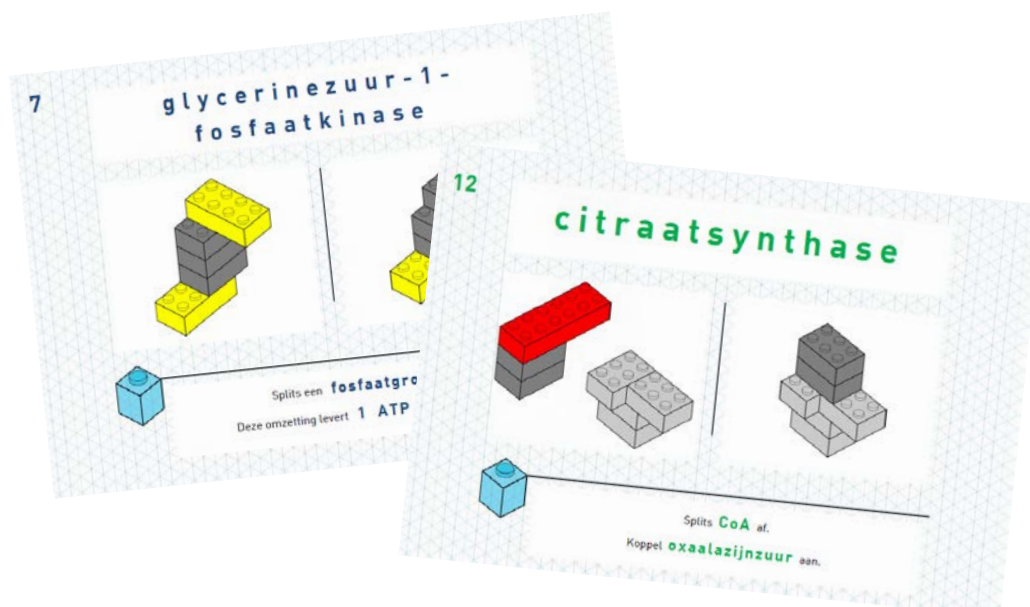 7
glycerinezuur-1-
fosfaatkinase
Splits een
Deze omzetting levert 1 ATP
12
citraatsynthase
Splits CoA af.
Koppel oxaalazijnzuur aan.